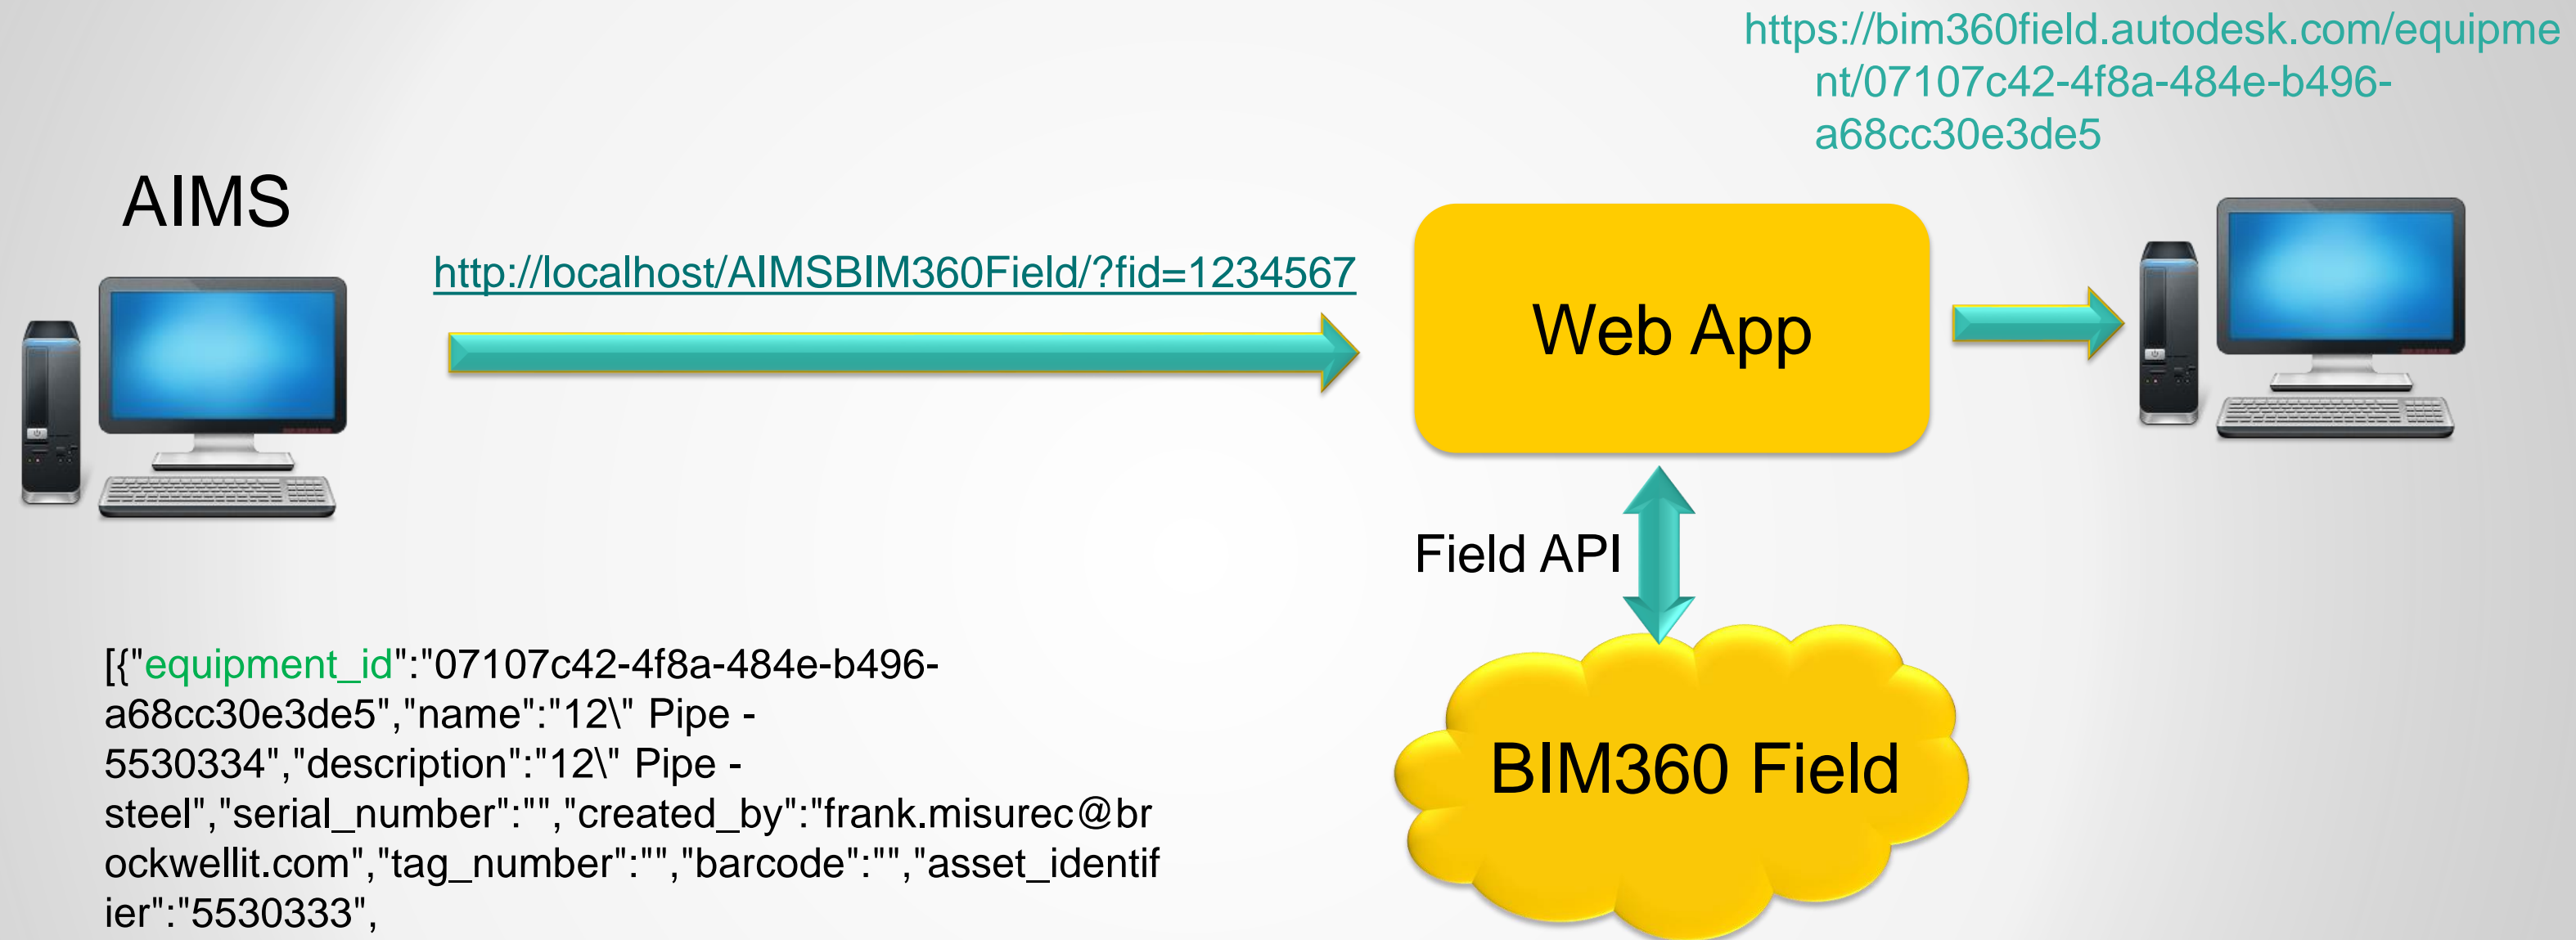 https://bim360field.autodesk.com/equipme
nt/07107c42-4f8a-484e-b496-
a68cc30e3de5
AIMS
http://localhost/AIMSBIM360Field/?fid=1234567
Web App
Field API
BIM360 Field
[{"equipment_id":"07107c42-4f8a-484e-b496-
a68cc30e3de5","name":"12\" Pipe -
5530334","description":"12\" Pipe -
steel","serial_number":"","created_by":"frank.misurec@br
ockwellit.com","tag_number":"","barcode":"","asset_identif
ier":"5530333",